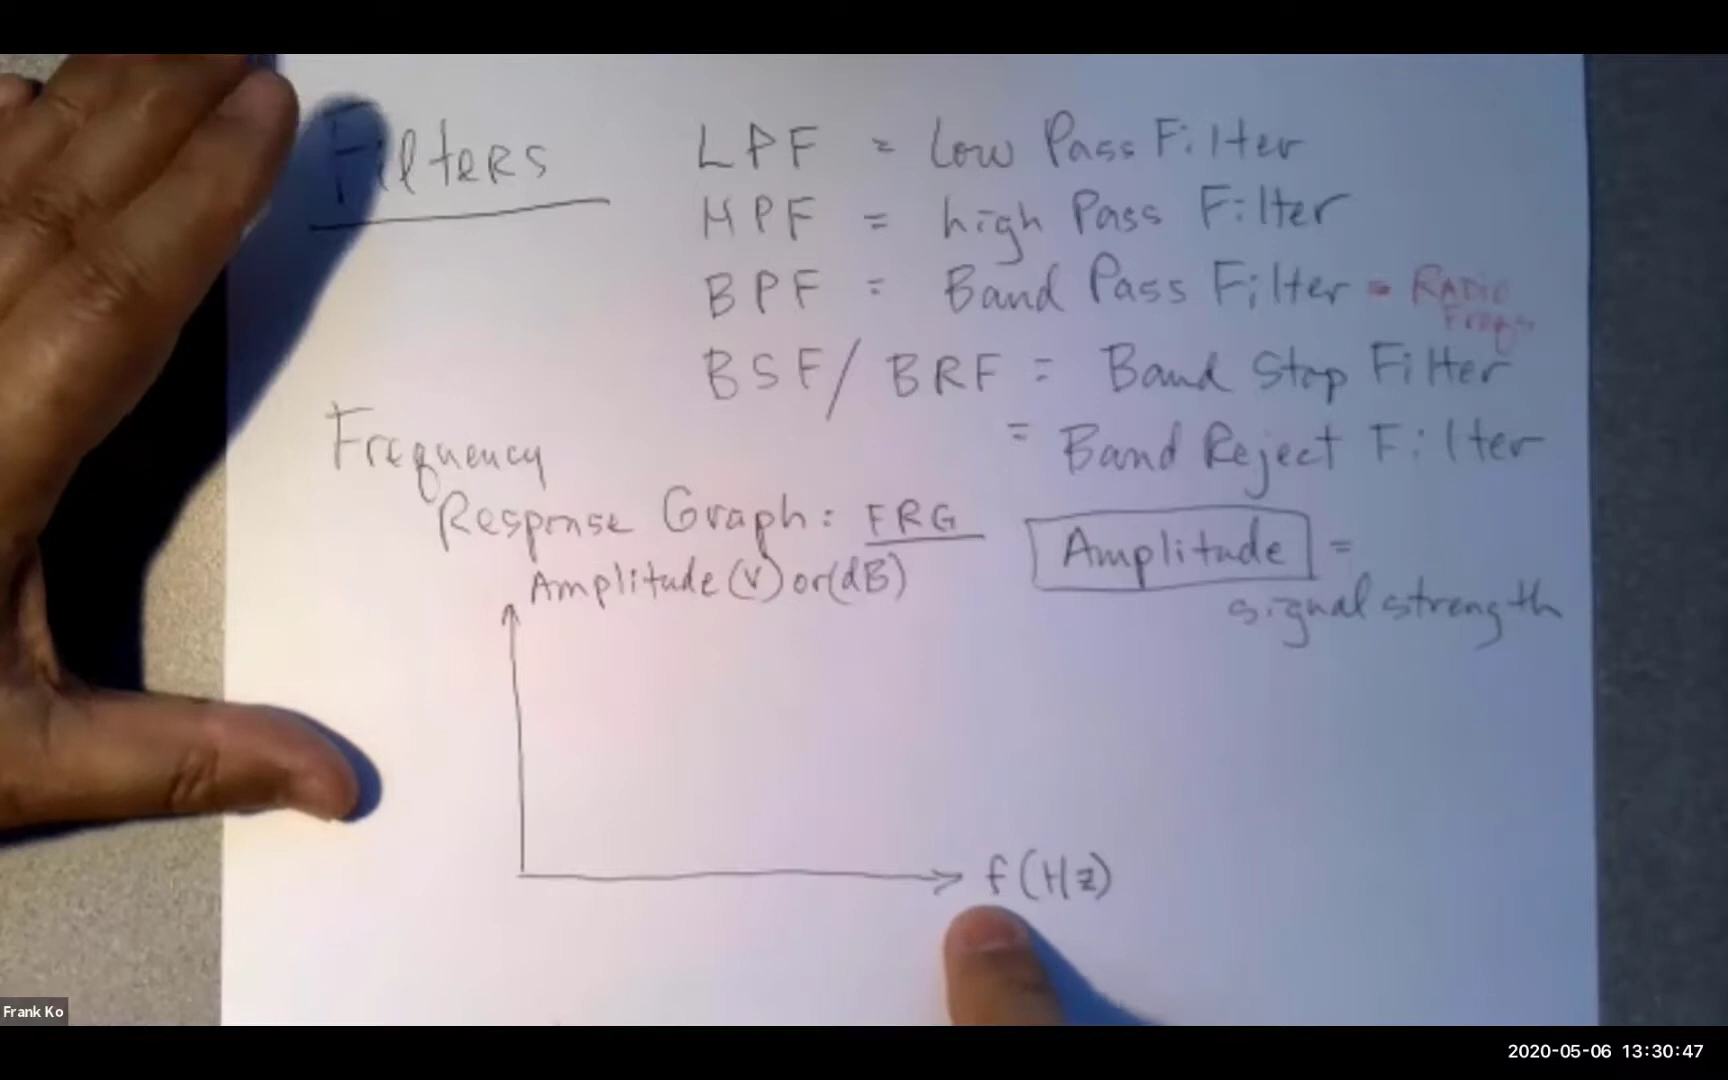 Filters
LPF = Low Pass Filter
HPF = high Pass Filter
BPF = Band Pass Filter = Radio
Freqs
BSF/BRF = Band Stop Filter
= Band Reject Filter
Frequency
Response Graph: FRG
Amplitude (V) or (dB)
Amplitude =
signal strength
f (Hz)
Frank Ko
2020-05-06 13:30:47